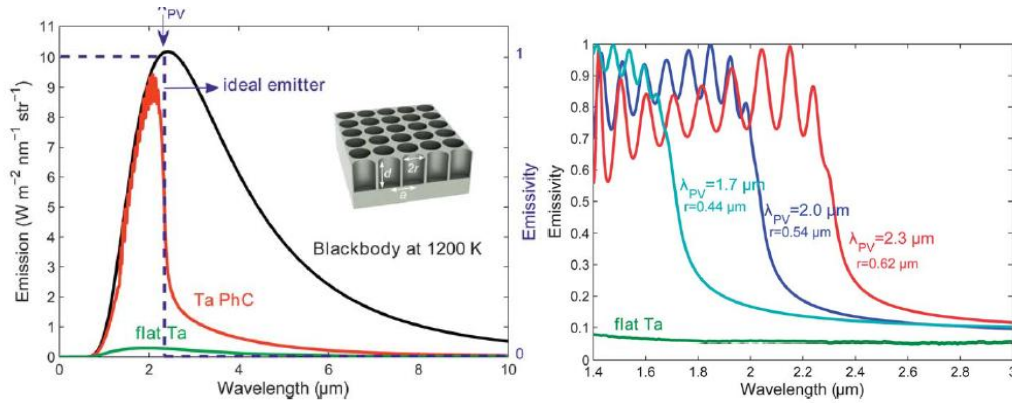 PV
11
10
9
8
7
6
5
4
3
2
1
0
Emission (W m⁻² nm⁻¹ str⁻¹)
ideal emitter
d
2r
a
Blackbody at 1200 K
Ta PhC
flat Ta
0 2 4 6 8 10
Wavelength (µm)
1
Emissivity
0
1
0.9
0.8
0.7
0.6
0.5
0.4
0.3
0.2
0.1
0
Emissivity
λPV=1.7 µm
r=0.44 µm
λPV=2.0 µm
r=0.54 µm
λPV=2.3 µm
r=0.62 µm
flat Ta
1.4 1.6 1.8 2 2.2 2.4 2.6 2.8 3
Wavelength (µm)